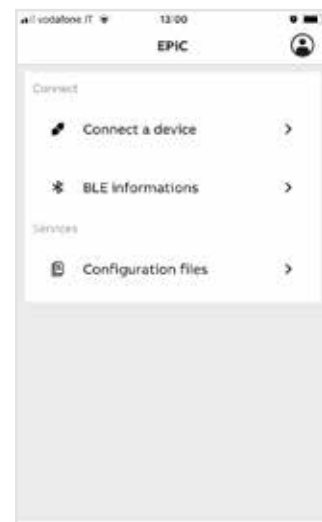 vodafone IT 13:00
EPiC
Connect
Connect a device
BLE informations
Services
Configuration files